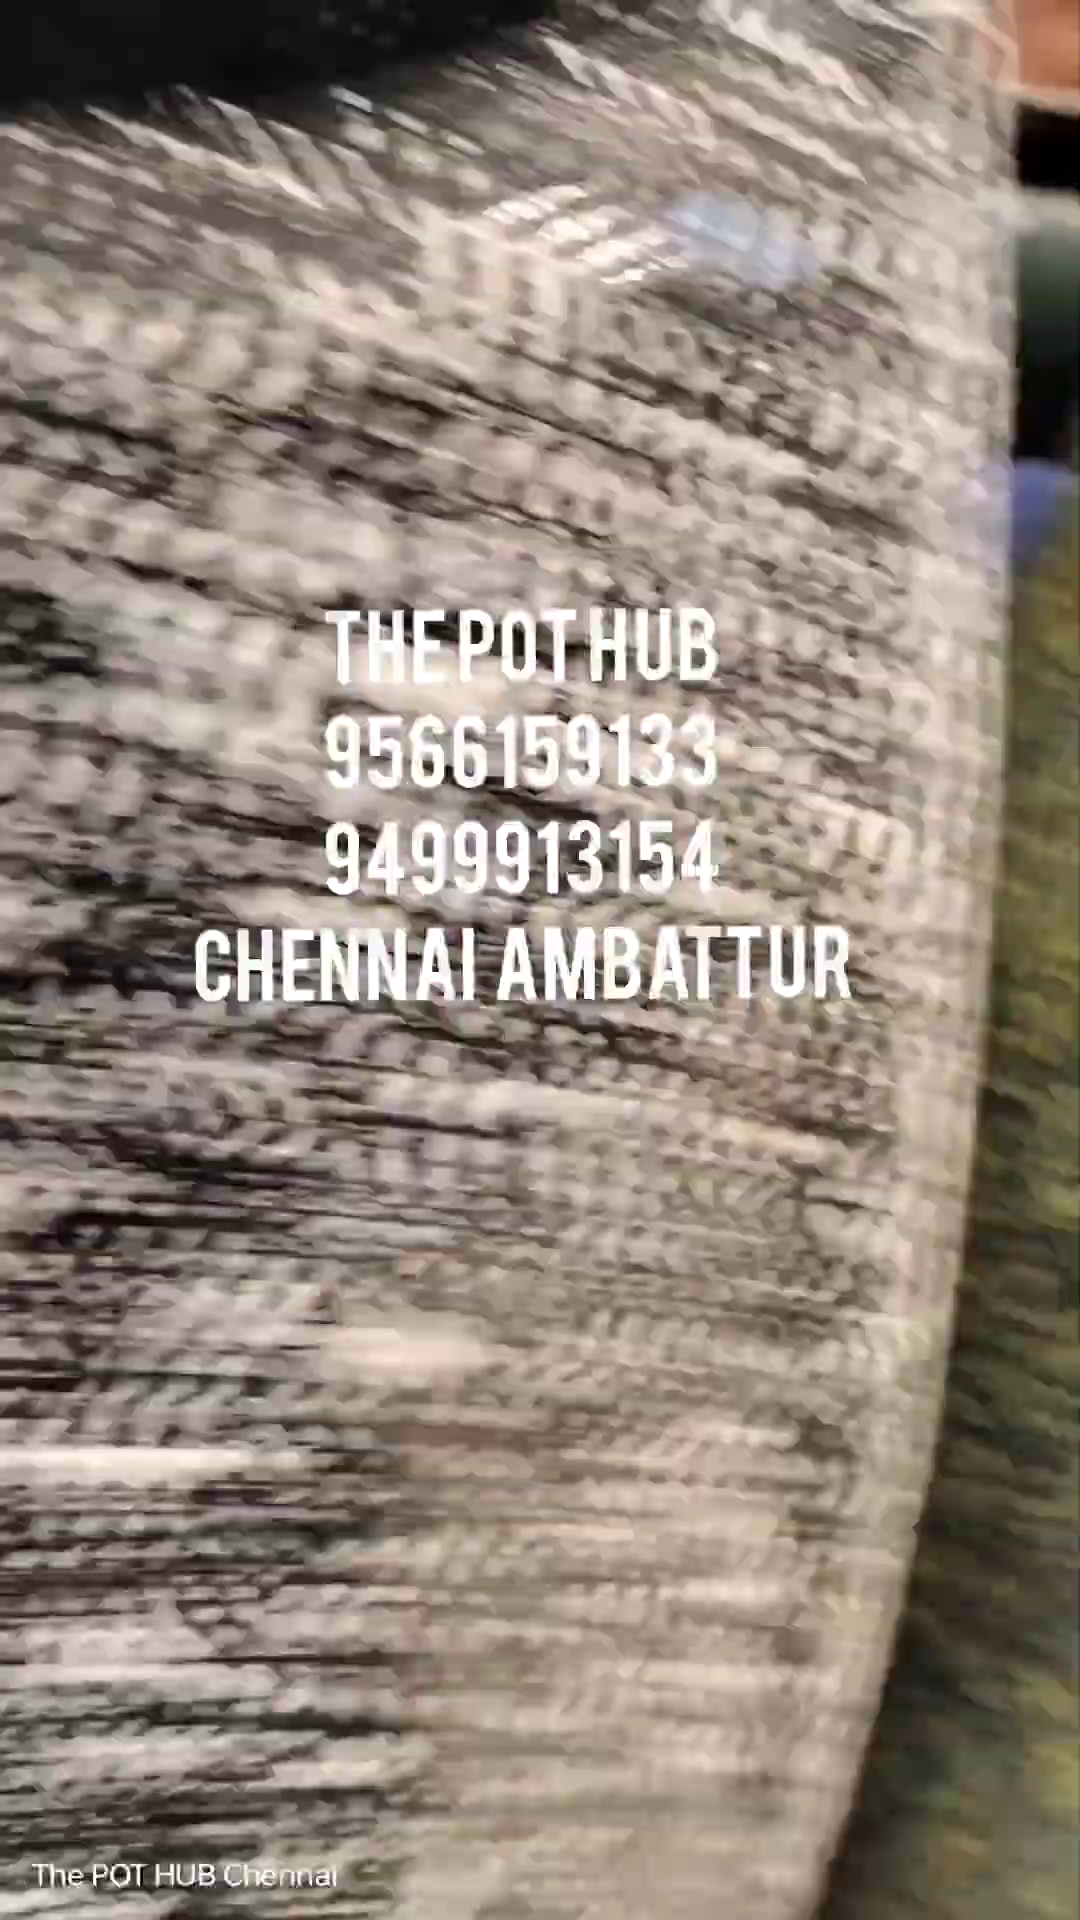 THE POT HUB
9566159133
9499913154
CHENNAI AMBATTUR
The POT HUB Chennai